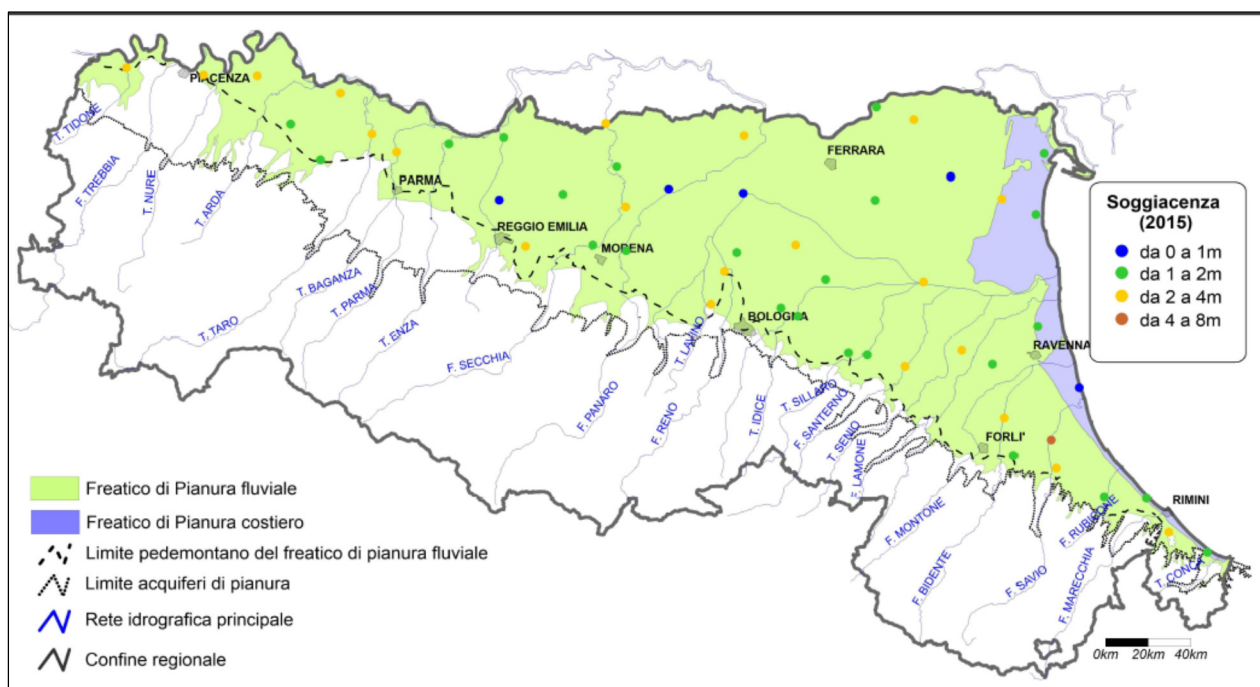 PIACENZA
T. TIDONE
F. TREBBIA
T. NURE
T. ARDA
PARMA
FERRARA
REGGIO EMILIA
MODENA
T. BAGANZA
T. PARMA
T. TARO
T. ENZA
F. SECCHIA
F. PANARO
T. LAVINO
F. RENO
BOLOGNA
T. IDICE
T. SILLARO
F. SANTERNO
T. SENIO
F. LAMONE
RAVENNA
FORLI'
F. MONTONE
F. BIDENTE
F. SAVIO
F. RUBICONE
F. MARECCHIA
RIMINI
T. CONCA
Soggiacenza
(2015)
da 0 a 1m
da 1 a 2m
da 2 a 4m
da 4 a 8m
Freatico di Pianura fluviale
Freatico di Pianura costiero
Limite pedemontano del freatico di pianura fluviale
Limite acquiferi di pianura
Rete idrografica principale
Confine regionale
0km 20km 40km